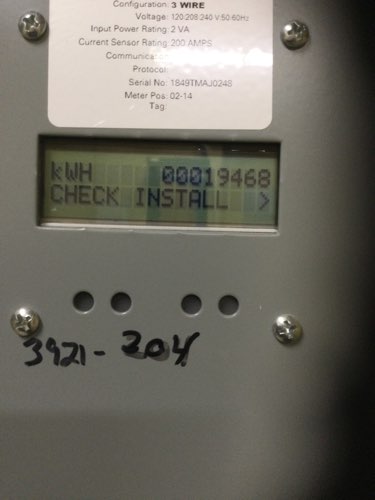 Configuration: 3 WIRE
Voltage: 120/208-240 V:50-60Hz
Input Power Rating: 2 VA
Current Sensor Rating: 200 AMPS
Communication
Protocol:
Serial No: 1849TMAJ0248
Meter Pos: 02-14
Tag:
kWH 00019468
CHECK INSTALL >
3921-204